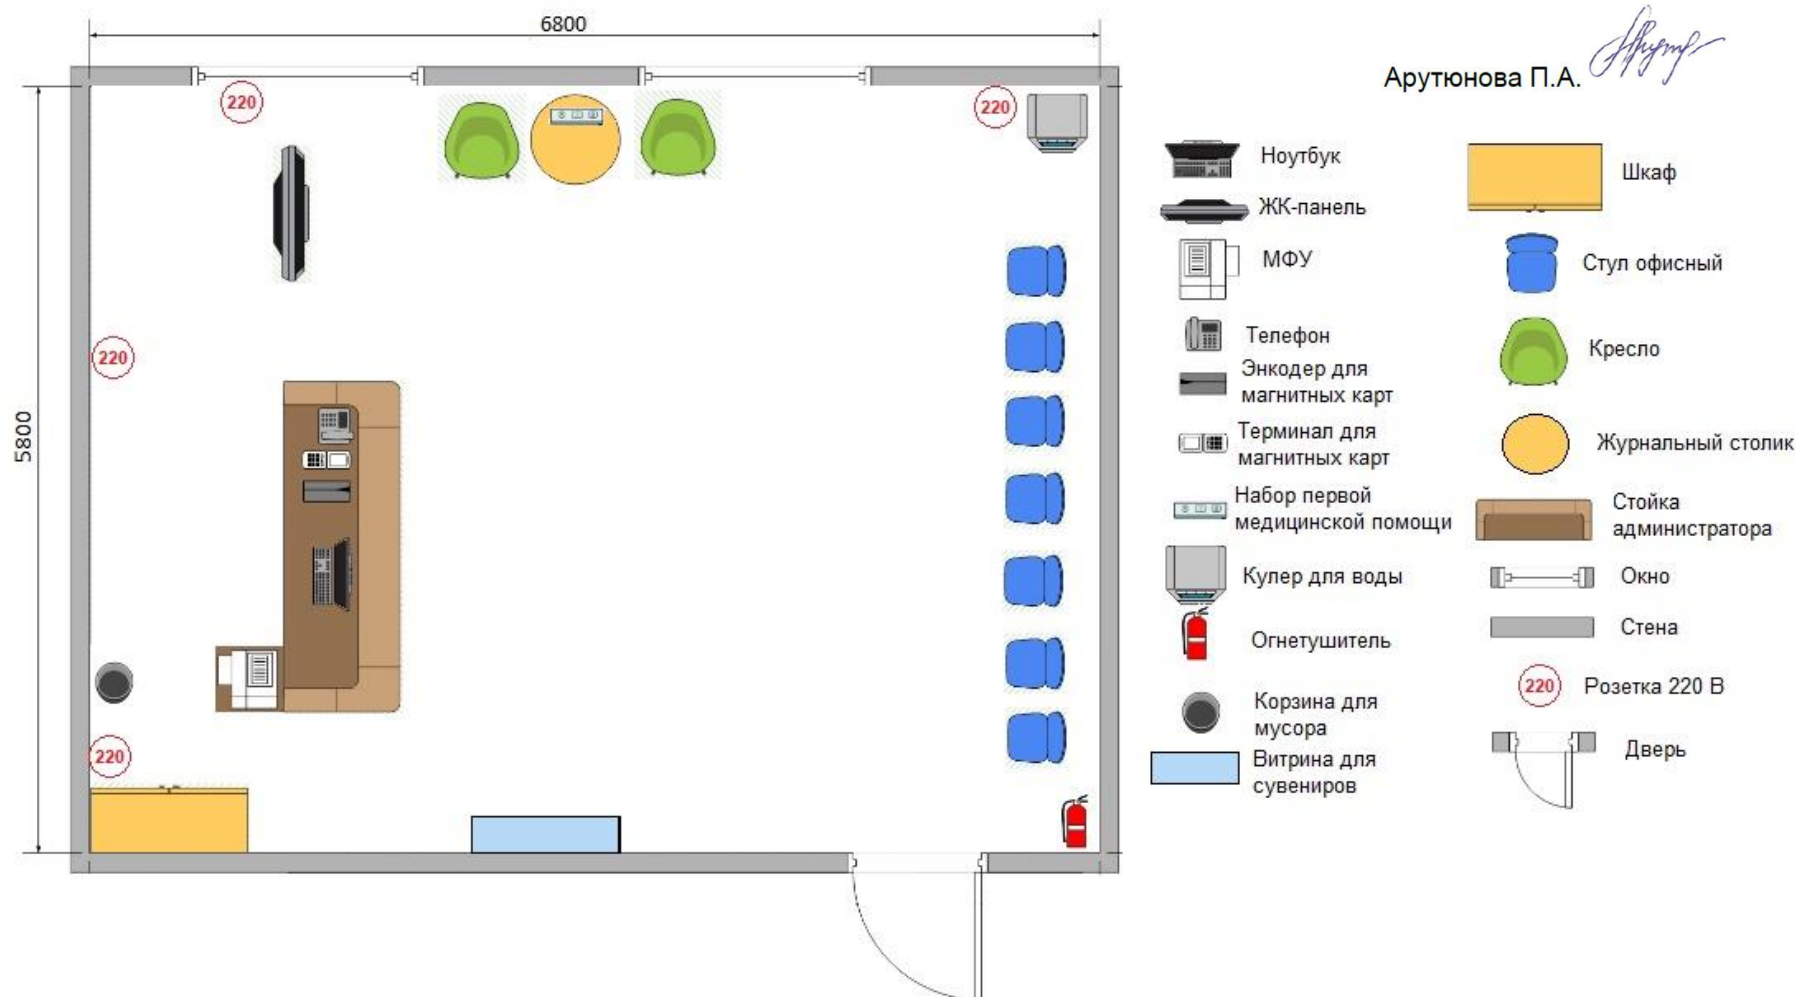 6800
Арутюнова П.А.
220
220
220
220
5800
Ноутбук
ЖК-панель
МФУ
Телефон
Энкодер для
магнитных карт
Терминал для
магнитных карт
Набор первой
медицинской помощи
Кулер для воды
Огнетушитель
Корзина для
мусора
Витрина для
сувениров
Шкаф
Стул офисный
Кресло
Журнальный столик
Стойка
администратора
Окно
Стена
220
Розетка 220 В
Дверь